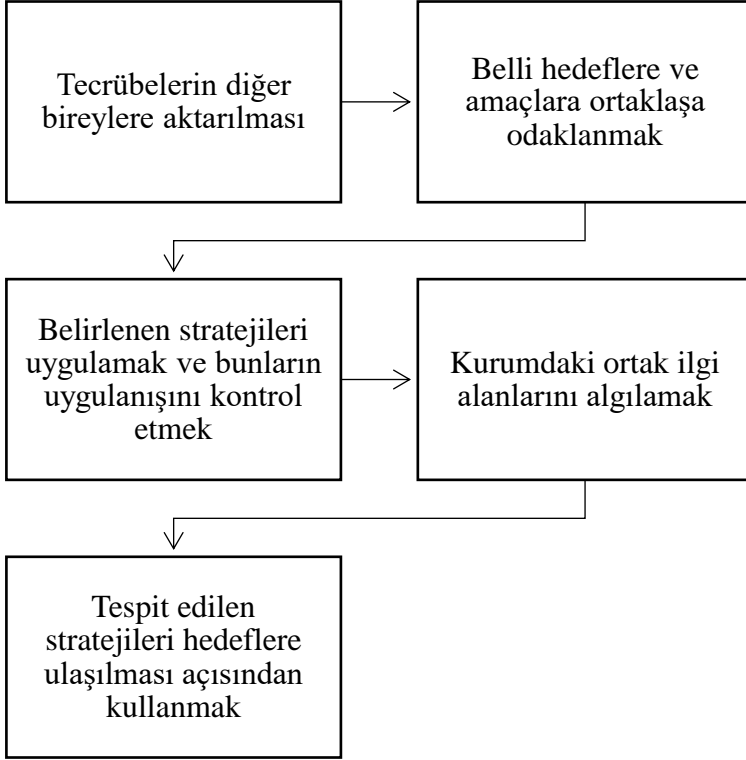 Tecrübelerin diğer
bireylere aktarılması
Belli hedeflere ve
amaçlara ortaklaşa
odaklanmak
Belirlenen stratejileri
uygulamak ve bunların
uygulanışını kontrol
etmek
Kurumdaki ortak ilgi
alanlarını algılamak
Tespit edilen
stratejileri hedeflere
ulaşılması açısından
kullanmak